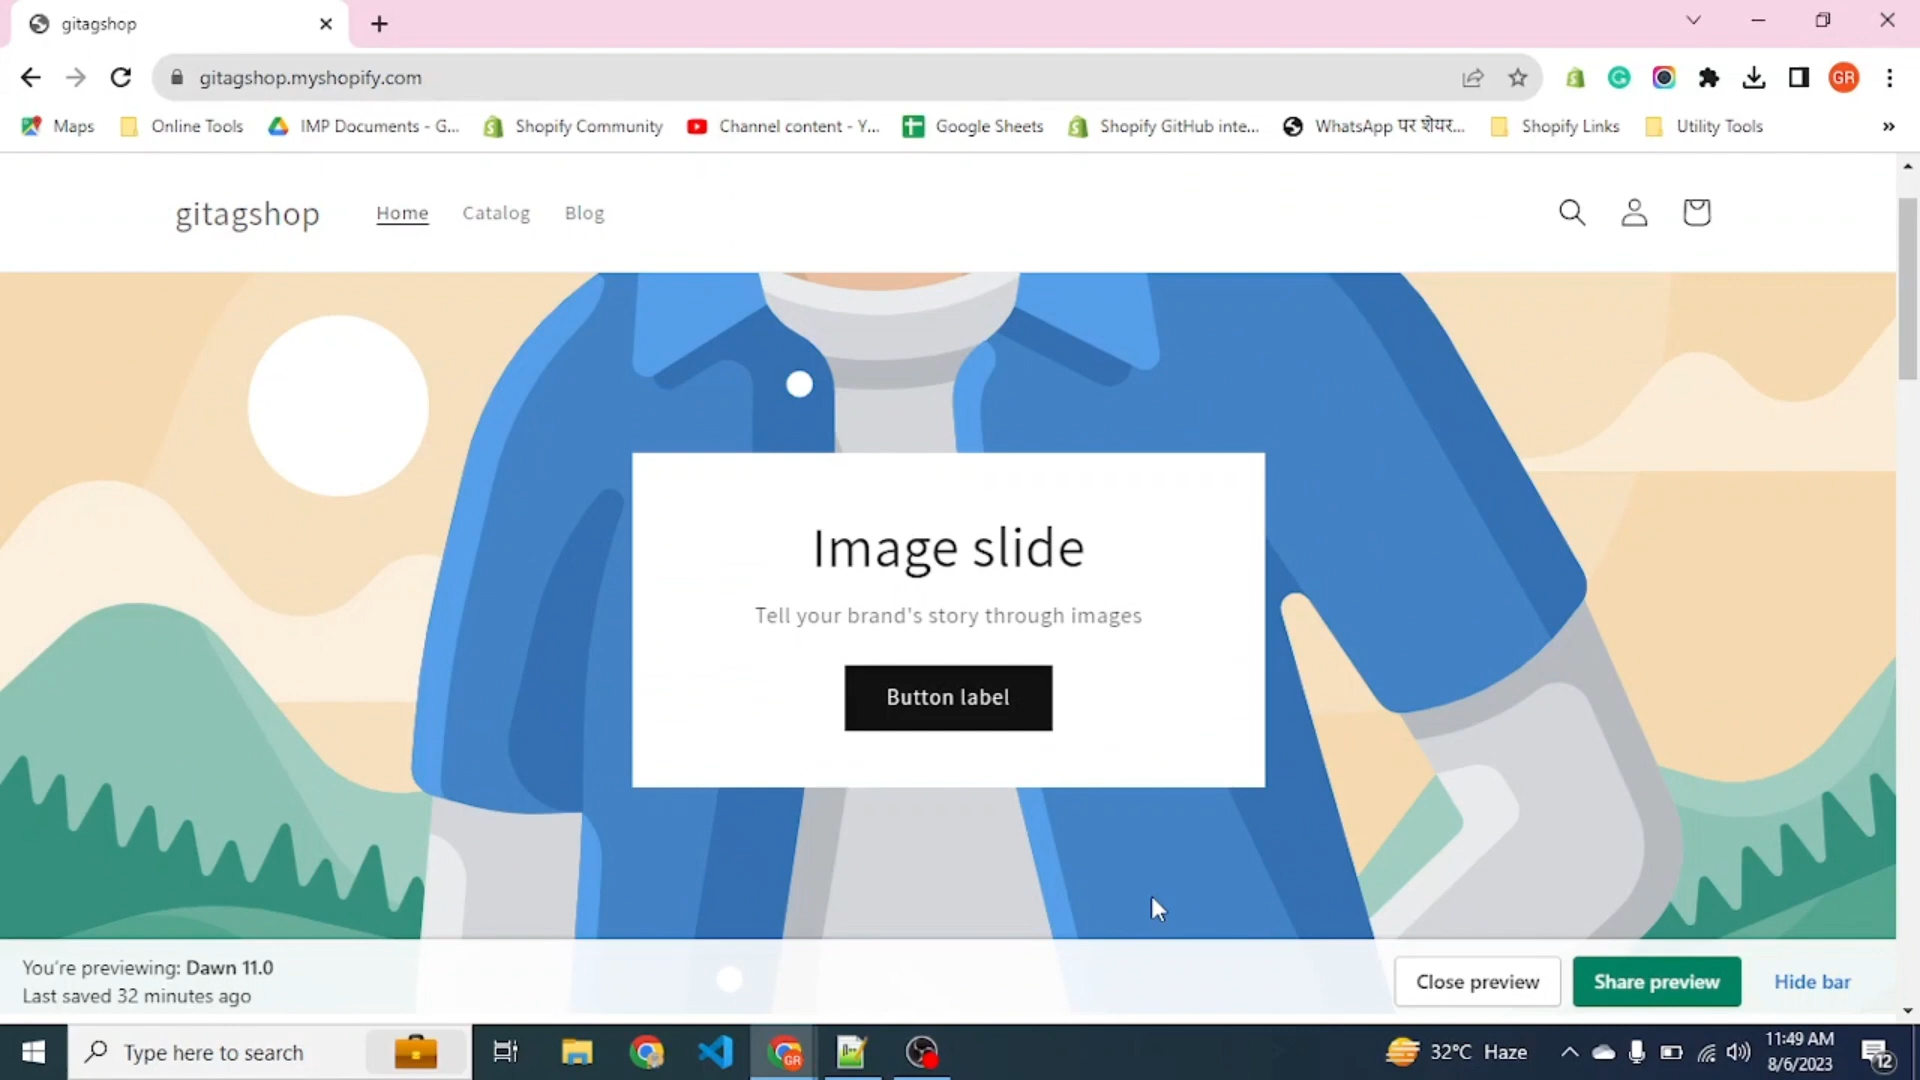 gitagshop
gitagshop.myshopify.com
GR
Maps
Online Tools
IMP Documents - G...
Shopify Community
Channel content - Y...
Google Sheets
Shopify GitHub inte...
WhatsApp पर शेयर...
Shopify Links
Utility Tools
»
gitagshop
Home
Catalog
Blog
Image slide
Tell your brand's story through images
Button label
You're previewing: Dawn 11.0
Last saved 32 minutes ago
Close preview
Share preview
Hide bar
Type here to search
GR
32°C Haze
11:49 AM
8/6/2023
12